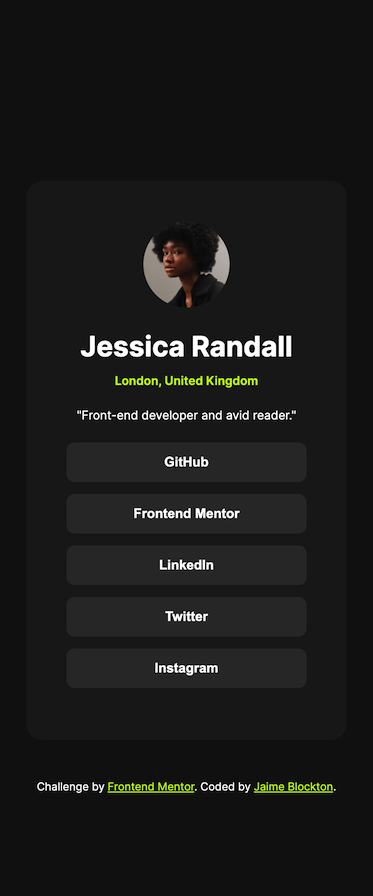 Jessica Randall
London, United Kingdom
"Front-end developer and avid reader."
GitHub
Frontend Mentor
LinkedIn
Twitter
Instagram
Challenge by Frontend Mentor. Coded by Jaime Blockton.